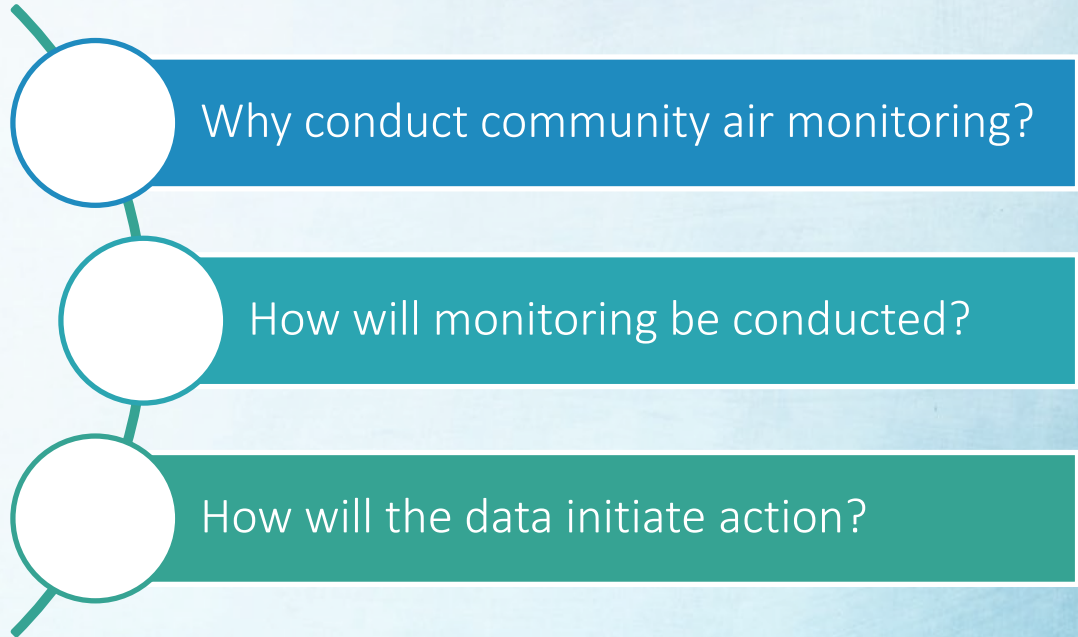 Why conduct community air monitoring?
How will monitoring be conducted?
How will the data initiate action?